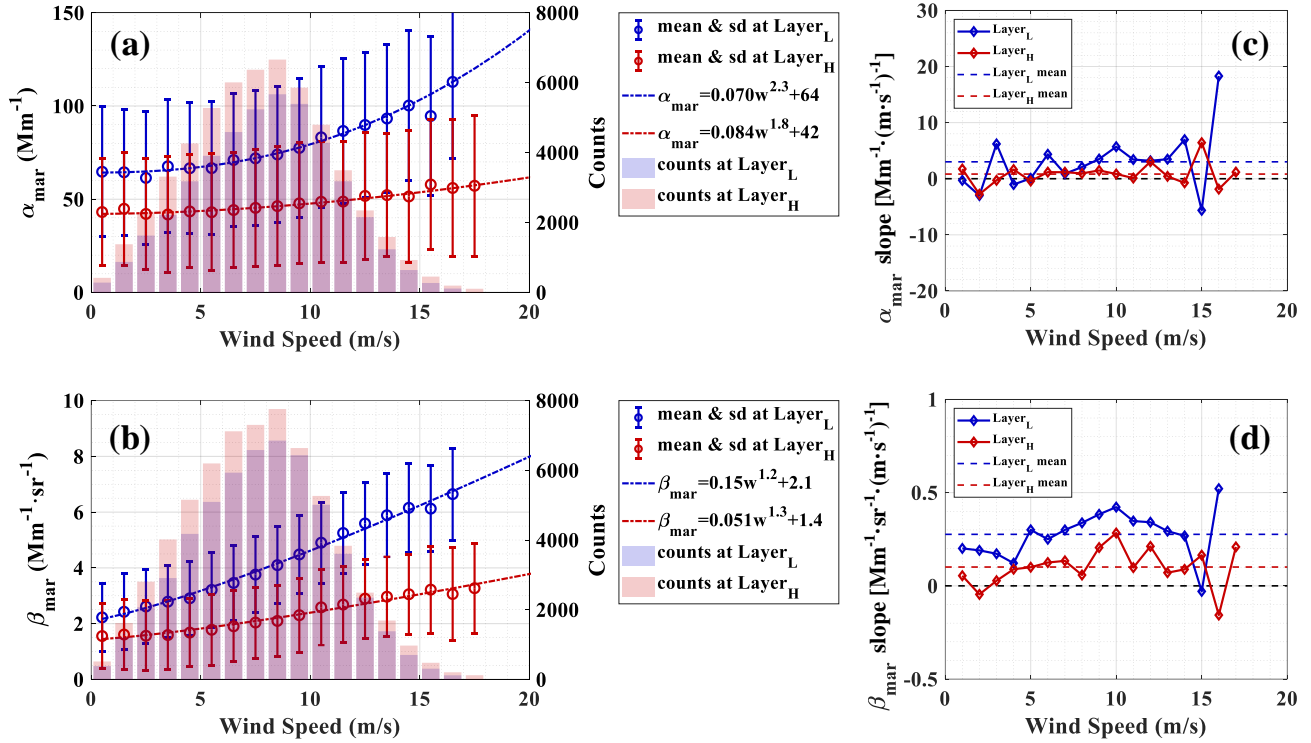 (a)
α_mar (Mm⁻¹)
150
100
50
0
8000
6000
4000
2000
0
Counts
0 5 10 15 20
Wind Speed (m/s)
mean & sd at Layer_L
mean & sd at Layer_H
α_mar=0.070w^2.3+64
α_mar=0.084w^1.8+42
counts at Layer_L
counts at Layer_H
(c)
α_mar slope [Mm⁻¹·(m·s⁻¹)⁻¹]
30
20
10
0
-10
-20
0 5 10 15 20
Wind Speed (m/s)
Layer_L
Layer_H
Layer_L mean
Layer_H mean
(b)
β_mar (Mm⁻¹·sr⁻¹)
10
8
6
4
2
0
8000
6000
4000
2000
0
Counts
0 5 10 15 20
Wind Speed (m/s)
mean & sd at Layer_L
mean & sd at Layer_H
β_mar=0.15w^1.2+2.1
β_mar=0.051w^1.3+1.4
counts at Layer_L
counts at Layer_H
(d)
β_mar slope [Mm⁻¹·sr⁻¹·(m·s⁻¹)⁻¹]
1
0.5
0
-0.5
0 5 10 15 20
Wind Speed (m/s)
Layer_L
Layer_H
Layer_L mean
Layer_H mean